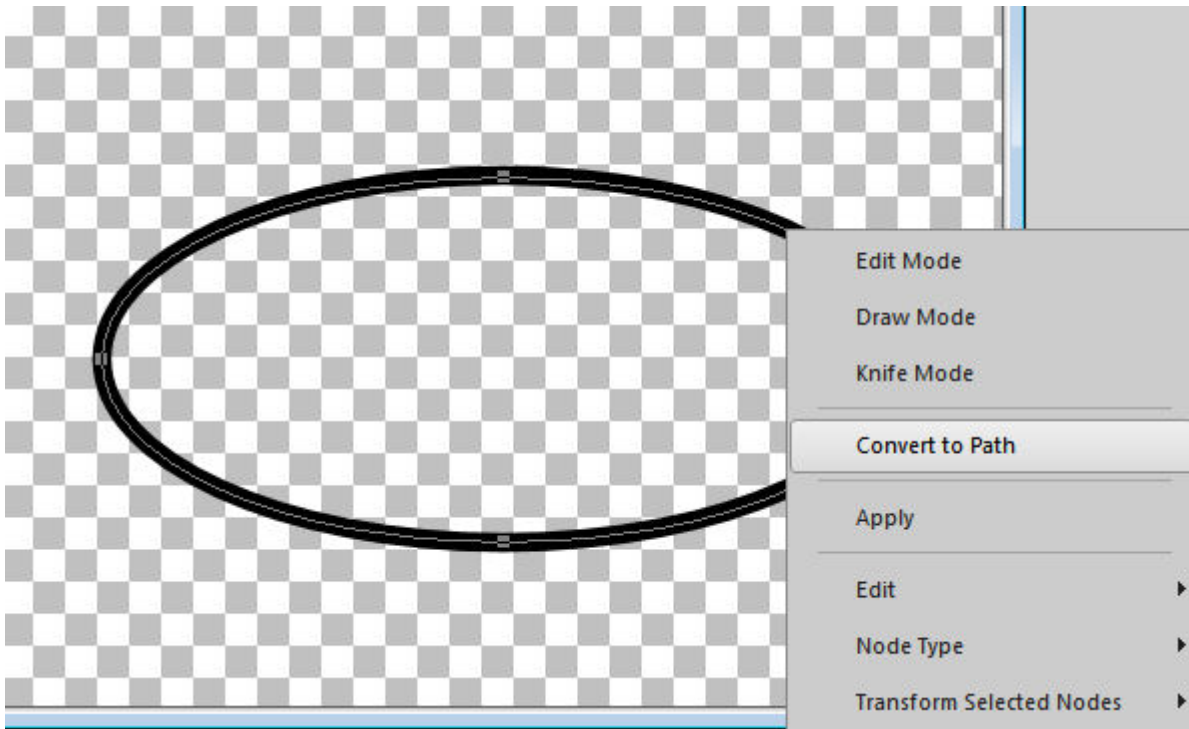 Edit Mode
Draw Mode
Knife Mode
Convert to Path
Apply
Edit
Node Type
Transform Selected Nodes